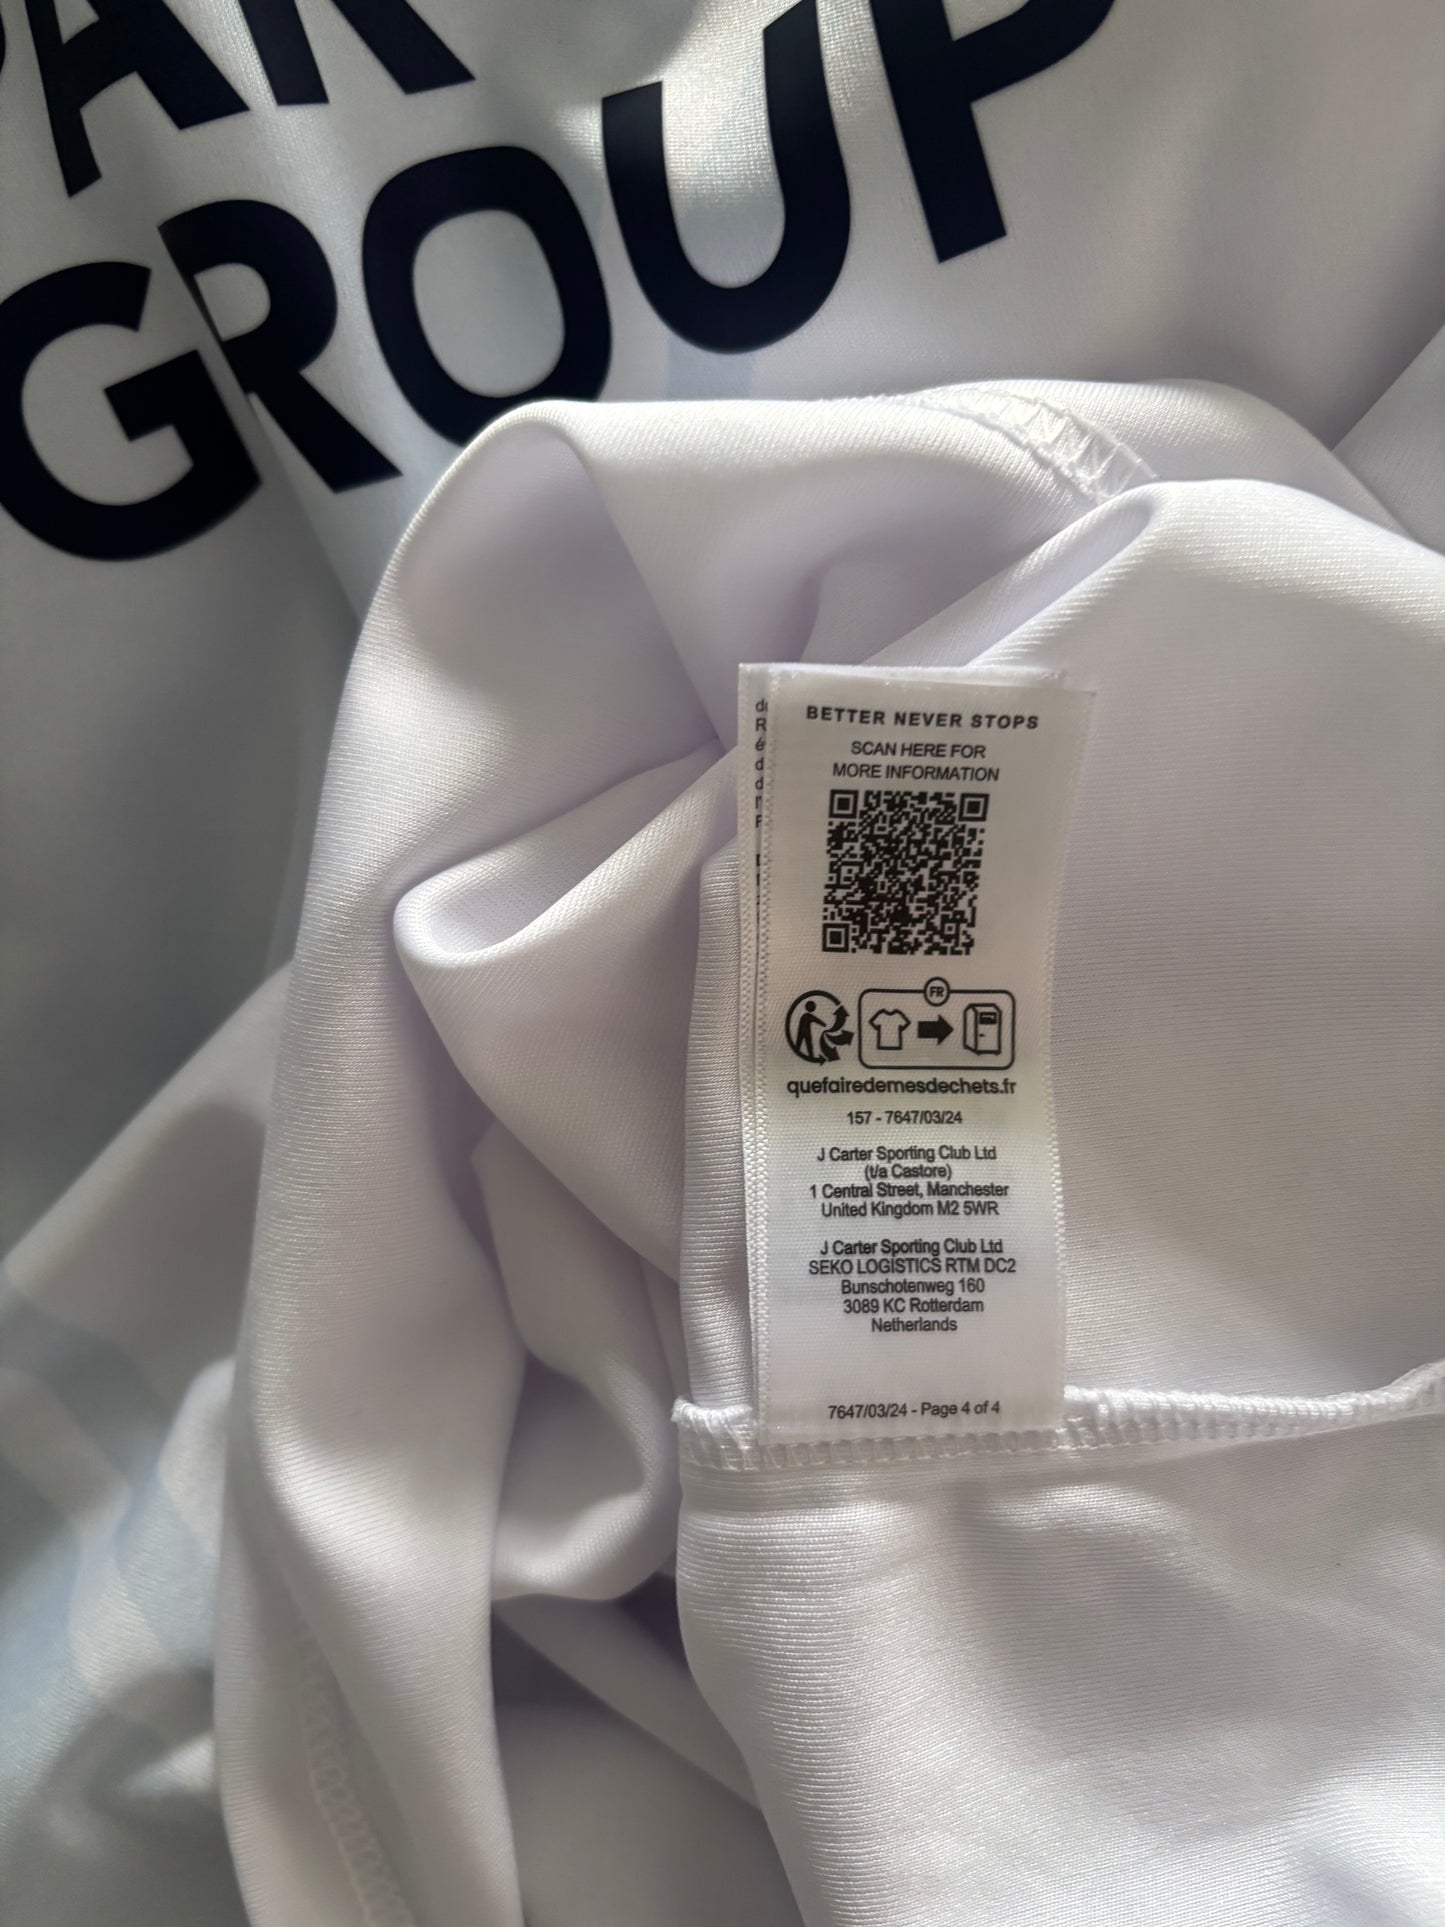 GROUP
BETTER NEVER STOPS
SCAN HERE FOR
MORE INFORMATION
FR
quefairedemesdechets.fr
157 - 7647/03/24
J Carter Sporting Club Ltd
(t/a Castore)
1 Central Street, Manchester
United Kingdom M2 5WR
J Carter Sporting Club Ltd
SEKO LOGISTICS RTM DC2
Bunschotenweg 160
3089 KC Rotterdam
Netherlands
7647/03/24 - Page 4 of 4